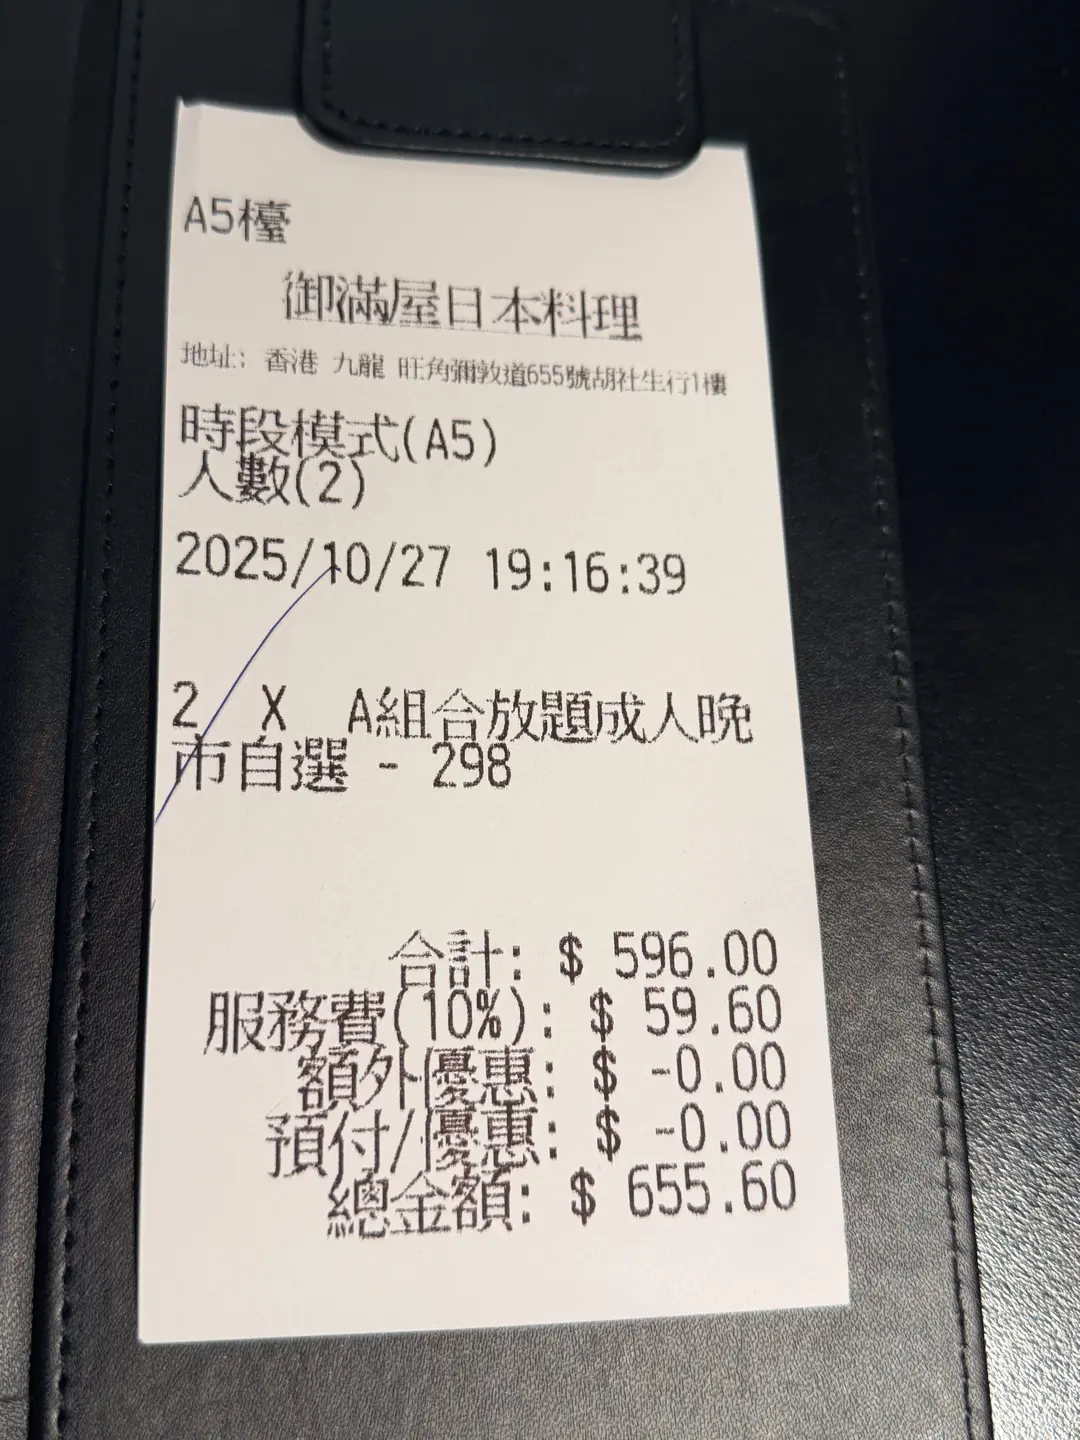 A5檯
御滿屋日本料理
地址: 香港 九龍 旺角彌敦道655號胡社生行1樓
時段模式(A5)
人數(2)
2025/10/27 19:16:39
2 X A組合放題成人晚
市自選 - 298
合計: $ 596.00
服務費(10%): $ 59.60
額外優惠: $ -0.00
預付/優惠: $ -0.00
總金額: $ 655.60